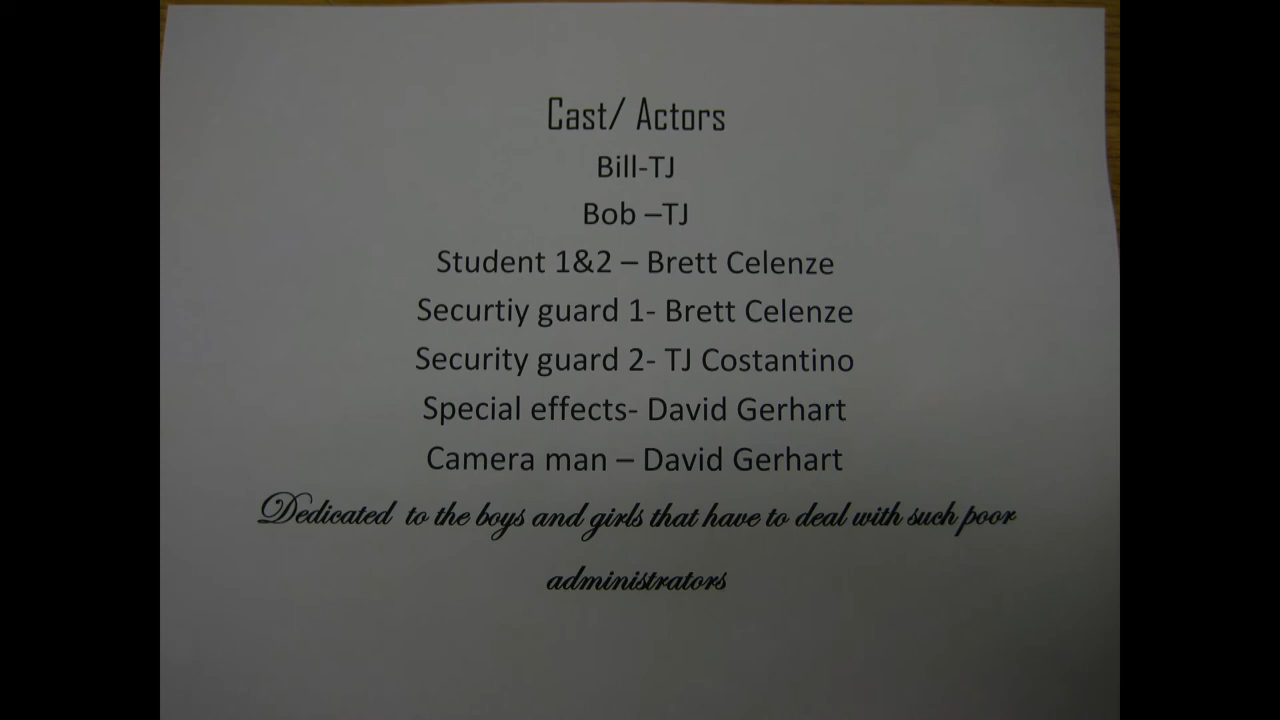 Cast/ Actors
Bill-TJ
Bob –TJ
Student 1&2 – Brett Celenze
Securtiy guard 1- Brett Celenze
Security guard 2- TJ Costantino
Special effects- David Gerhart
Camera man – David Gerhart
Dedicated to the boys and girls that have to deal with such poor
administrators